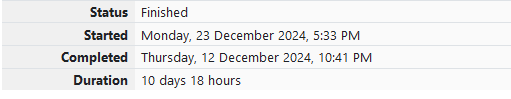 Status Finished
Started Monday, 23 December 2024, 5:33 PM
Completed Thursday, 12 December 2024, 10:41 PM
Duration 10 days 18 hours